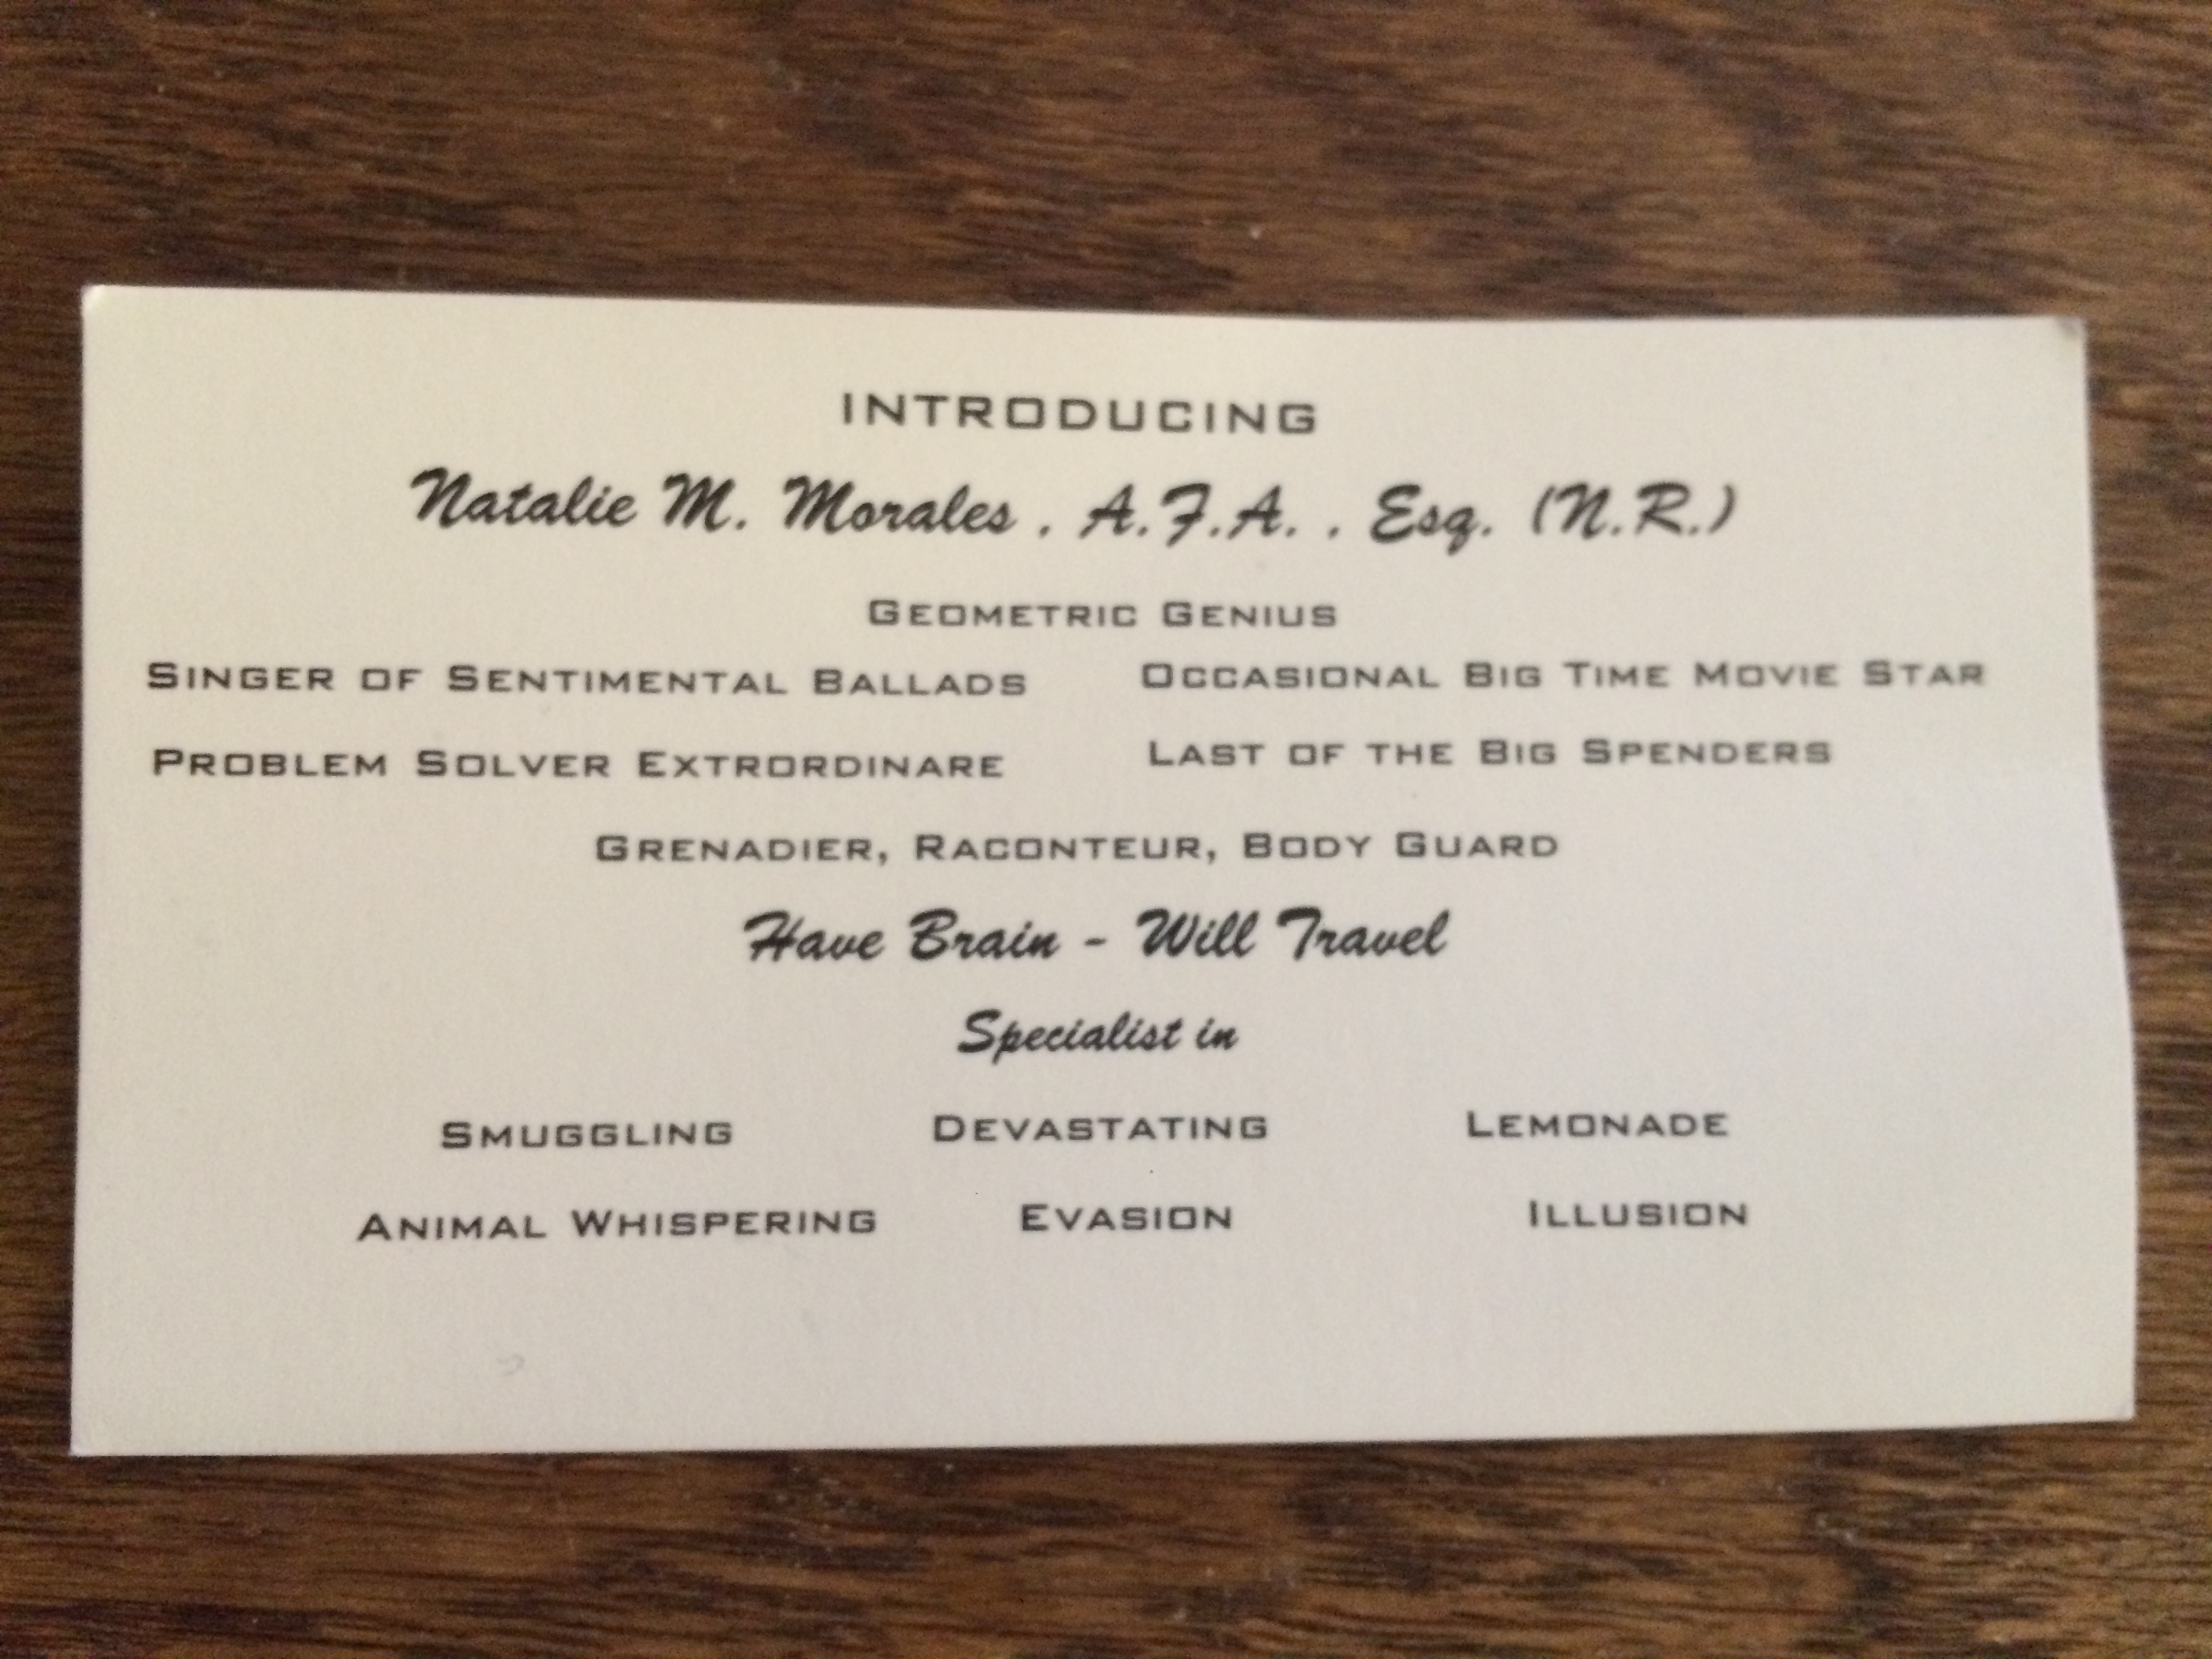 INTRODUCING
Natalie M. Morales . A.F.A. . Esq. (N.R.)
GEOMETRIC GENIUS
SINGER OF SENTIMENTAL BALLADS OCCASIONAL BIG TIME MOVIE STAR
PROBLEM SOLVER EXTRORDINARE LAST OF THE BIG SPENDERS
GRENADIER, RACONTEUR, BODY GUARD
Have Brain - Will Travel
Specialist in
SMUGGLING DEVASTATING LEMONADE
ANIMAL WHISPERING EVASION ILLUSION